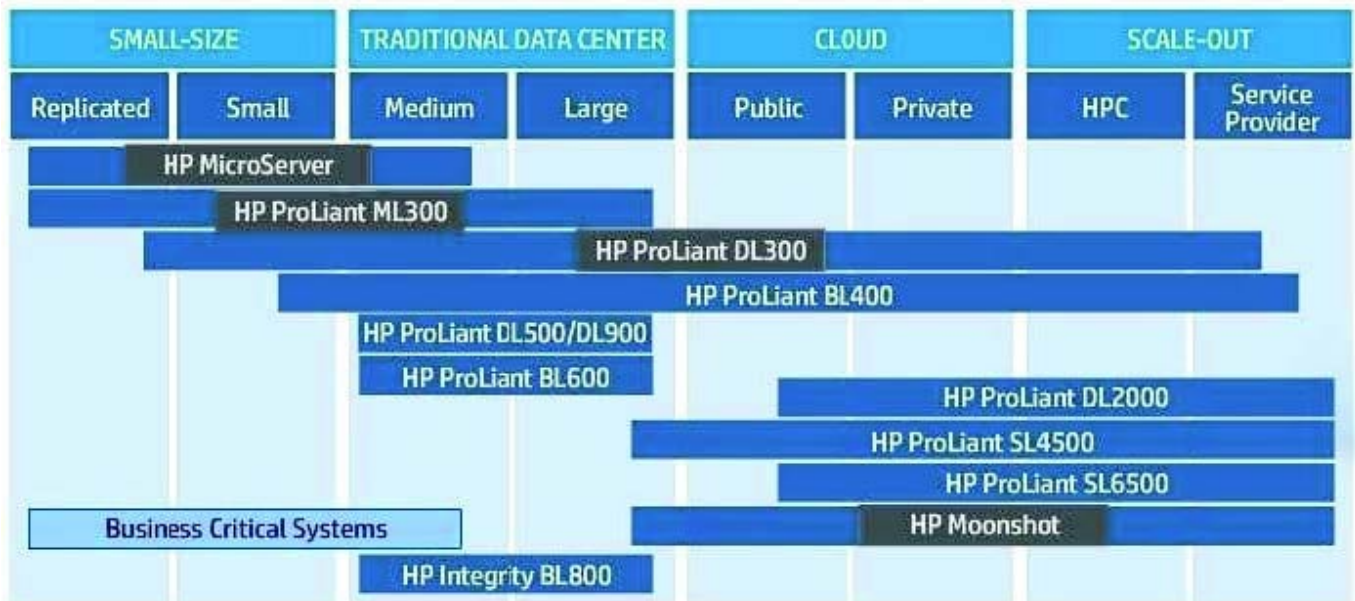 SMALL-SIZE
TRADITIONAL DATA CENTER
CLOUD
SCALE-OUT
Replicated
Small
Medium
Large
Public
Private
HPC
Service
Provider
HP MicroServer
HP ProLiant ML300
HP ProLiant DL300
HP ProLiant BL400
HP ProLiant DL500/DL900
HP ProLiant BL600
HP ProLiant DL2000
HP ProLiant SL4500
HP ProLiant SL6500
Business Critical Systems
HP Moonshot
HP Integrity BL800